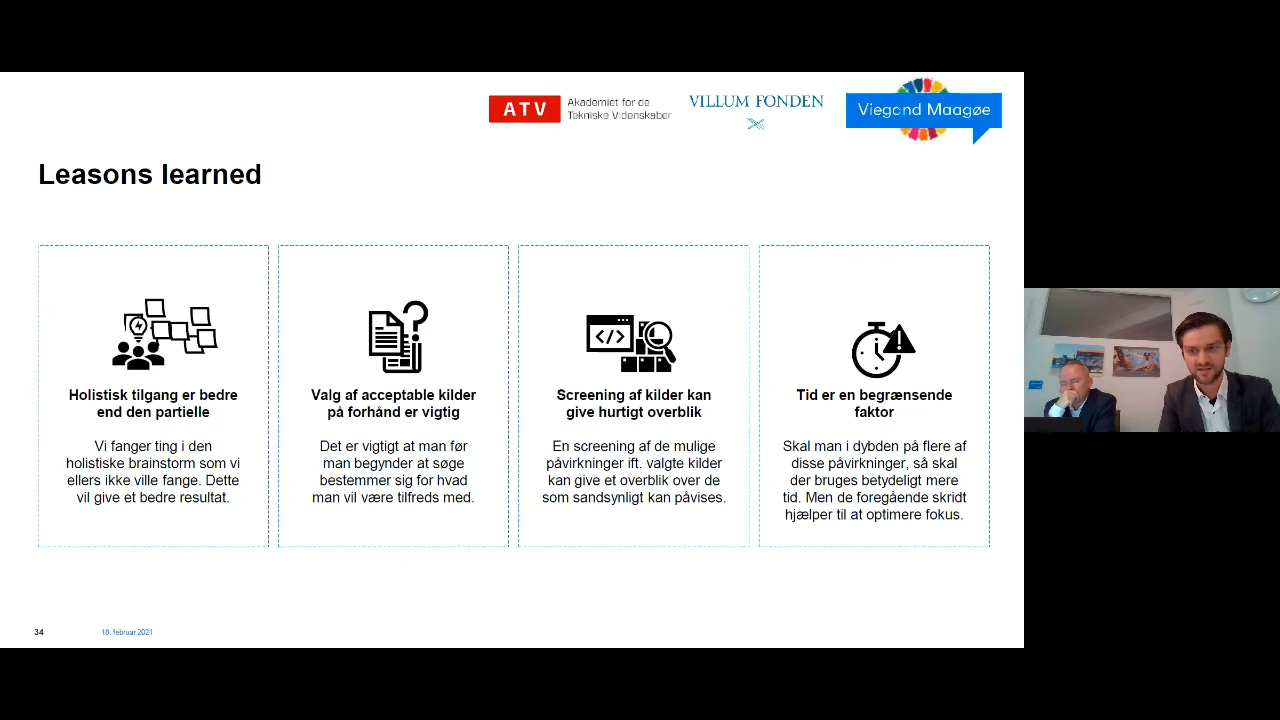 ATV
Akademiet for de
Tekniske Videnskaber
VILLUM FONDEN
Viegand Maagøe
Leasons learned
Holistisk tilgang er bedre
end den partielle
Vi fanger ting i den
holistiske brainstorm som vi
ellers ikke ville fange. Dette
vil give et bedre resultat.
Valg af acceptable kilder
på forhånd er vigtig
Det er vigtigt at man før
man begynder at søge
bestemmer sig for hvad
man vil være tilfreds med.
Screening af kilder kan
give hurtigt overblik
En screening af de mulige
påvirkninger ift. valgte kilder
kan give et overblik over de
som sandsynligt kan påvises.
Tid er en begrænsende
faktor
Skal man i dybden på flere af
disse påvirkninger, så skal
der bruges betydeligt mere
tid. Men de foregående skridt
hjælper til at optimere fokus.
34
18. februar 2021